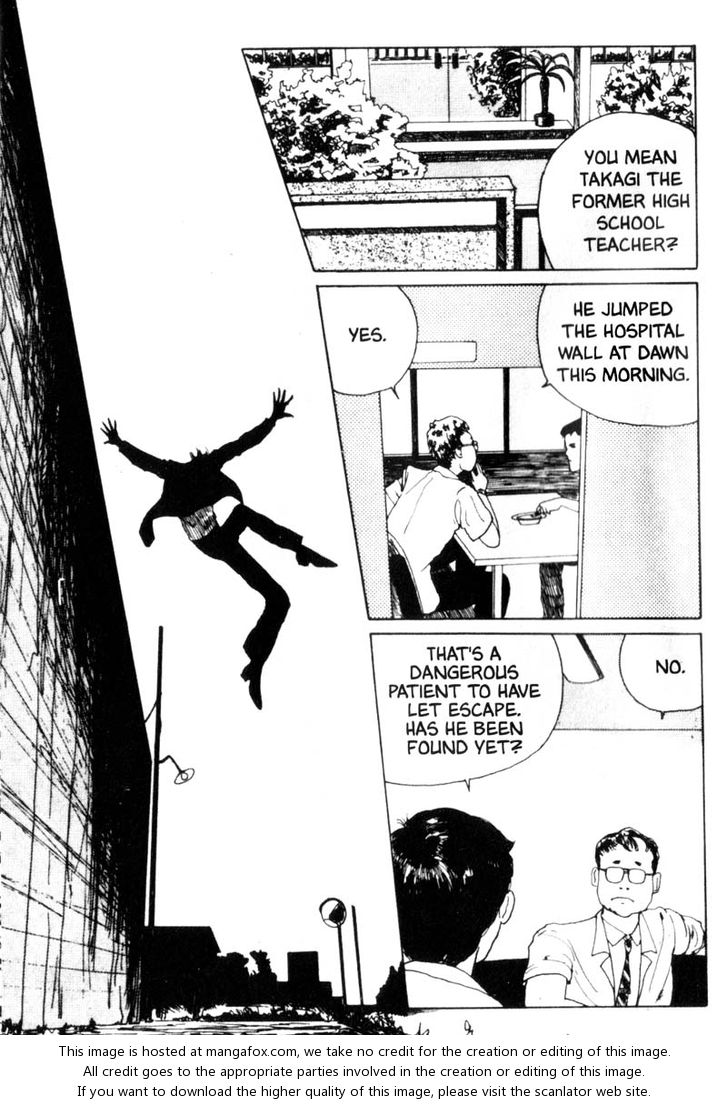 YOU MEAN
TAKAGI THE
FORMER HIGH
SCHOOL
TEACHER?
YES.
HE JUMPED
THE HOSPITAL
WALL AT DAWN
THIS MORNING.
THAT'S A
DANGEROUS
PATIENT TO HAVE
LET ESCAPE.
HAS HE BEEN
FOUND YET?
NO.
This image is hosted at mangafox.com, we take no credit for the creation or editing of this image.
All credit goes to the appropriate parties involved in the creation or editing of this image.
If you want to download the higher quality of this image, please visit the scanlator web site.